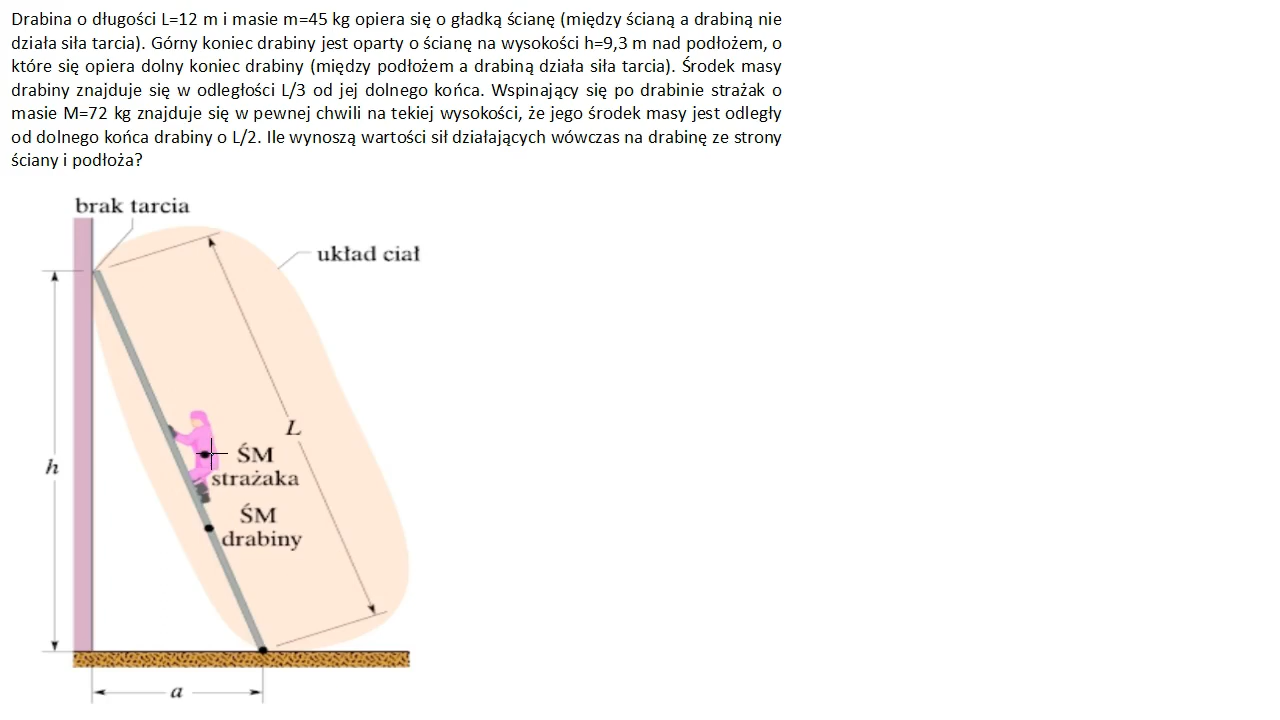 Drabina o długości L=12 m i masie m=45 kg opiera się o gładką ścianę (między ścianą a drabiną nie
działa siła tarcia). Górny koniec drabiny jest oparty o ścianę na wysokości h=9,3 m nad podłożem, o
które się opiera dolny koniec drabiny (między podłożem a drabiną działa siła tarcia). Środek masy
drabiny znajduje się w odległości L/3 od jej dolnego końca. Wspinający się po drabinie strażak o
masie M=72 kg znajduje się w pewnej chwili na tekiej wysokości, że jego środek masy jest odległy
od dolnego końca drabiny o L/2. Ile wynoszą wartości sił działających wówczas na drabinę ze strony
ściany i podłoża?
brak tarcia
układ ciał
L
h
ŚM
strażaka
ŚM
drabiny
a